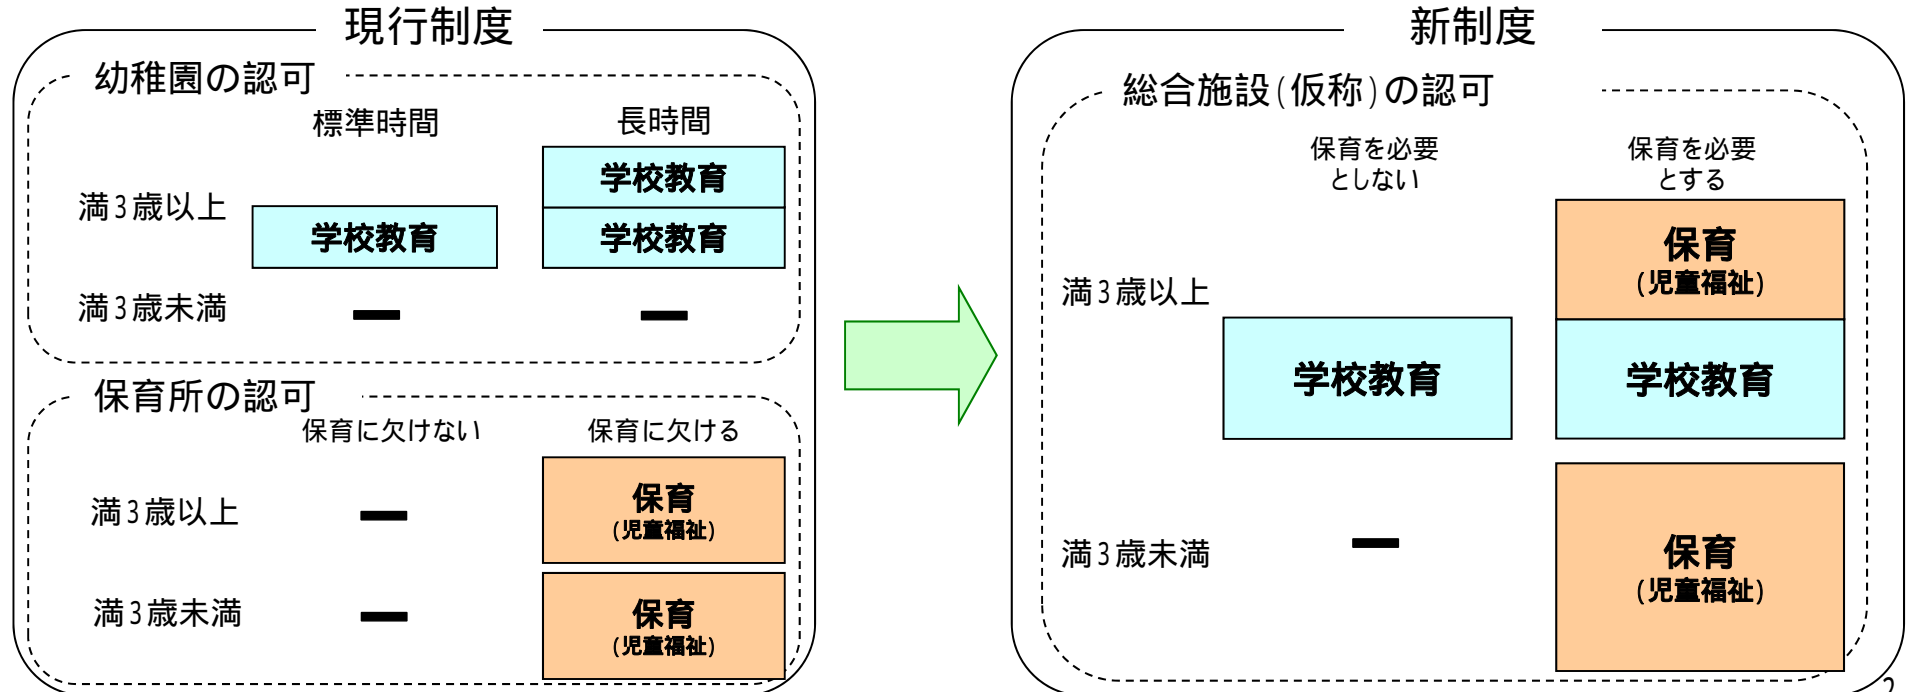 現行制度
幼稚園の認可
標準時間 長時間
学校教育
満3歳以上 学校教育 学校教育
満3歳未満 ー ー
保育所の認可
保育に欠けない 保育に欠ける
満3歳以上 ー 保育
(児童福祉)
満3歳未満 ー 保育
(児童福祉)
新制度
総合施設(仮称)の認可
保育を必要
としない
保育を必要
とする
満3歳以上
保育
(児童福祉)
学校教育 学校教育
満3歳未満 ー 保育
(児童福祉)
2